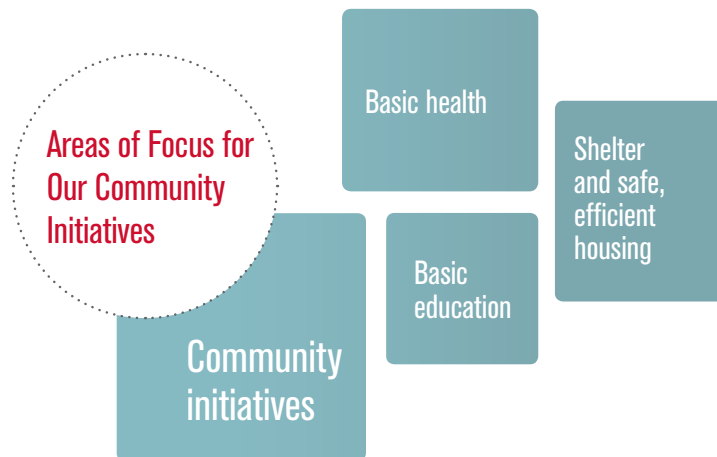 Areas of Focus for
Our Community
Initiatives
Basic health
Shelter
and safe,
efficient
housing
Basic
education
Community
initiatives